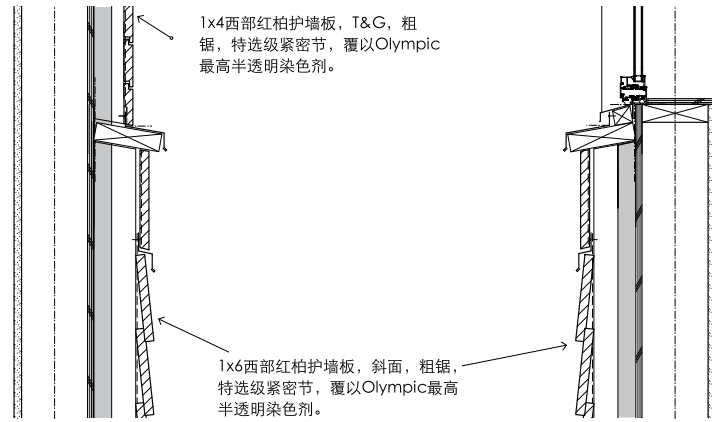 1x4西部红柏护墙板，T&G，粗
锯，特选级紧密节，覆以Olympic
最高半透明染色剂。
1x6西部红柏护墙板，斜面，粗锯，
特选级紧密节，覆以Olympic最高
半透明染色剂。